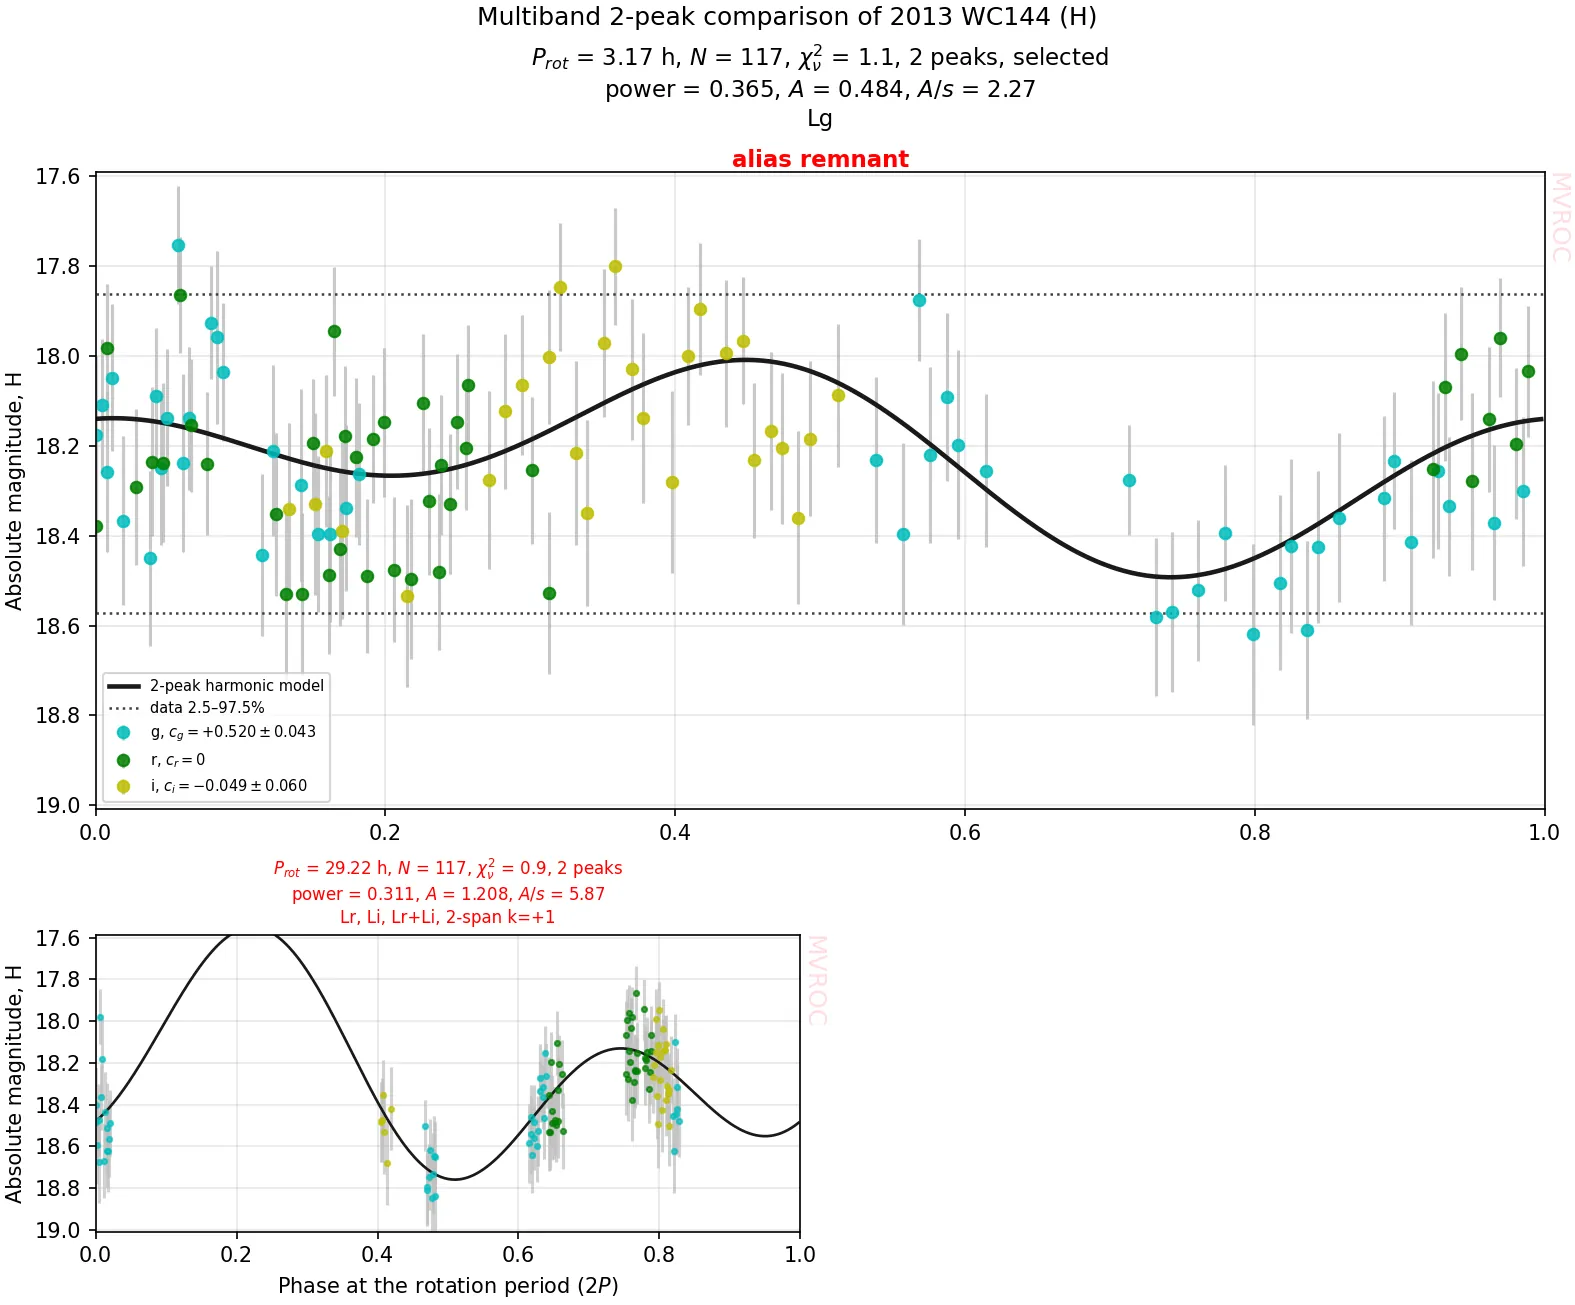 Multiband 2-peak comparison of 2013 WC144 (H)
P_rot = 3.17 h, N = 117, χ²_ν = 1.1, 2 peaks, selected
power = 0.365, A = 0.484, A/s = 2.27
Lg
alias remnant
MVROC
17.6
17.8
18.0
18.2
18.4
18.6
18.8
19.0
Absolute magnitude, H
2-peak harmonic model
data 2.5–97.5%
g, c_g = +0.520 ± 0.043
r, c_r = 0
i, c_i = −0.049 ± 0.060
0.0 0.2 0.4 0.6 0.8 1.0
P_rot = 29.22 h, N = 117, χ²_ν = 0.9, 2 peaks
power = 0.311, A = 1.208, A/s = 5.87
Lr, Li, Lr+Li, 2-span k=+1
MVROC
17.6
17.8
18.0
18.2
18.4
18.6
18.8
19.0
Absolute magnitude, H
0.0 0.2 0.4 0.6 0.8 1.0
Phase at the rotation period (2P)